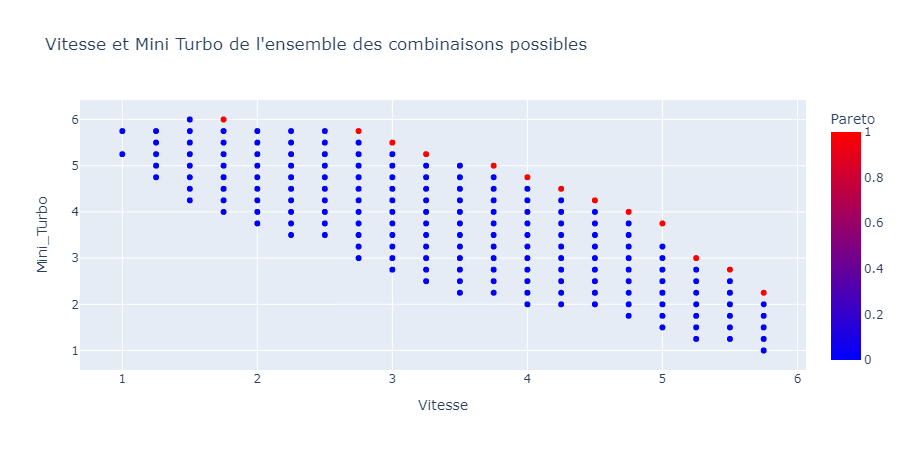 Vitesse et Mini Turbo de l'ensemble des combinaisons possibles
Pareto
1
0.8
0.6
0.4
0.2
0
Mini_Turbo
6
5
4
3
2
1
1 2 3 4 5 6
Vitesse